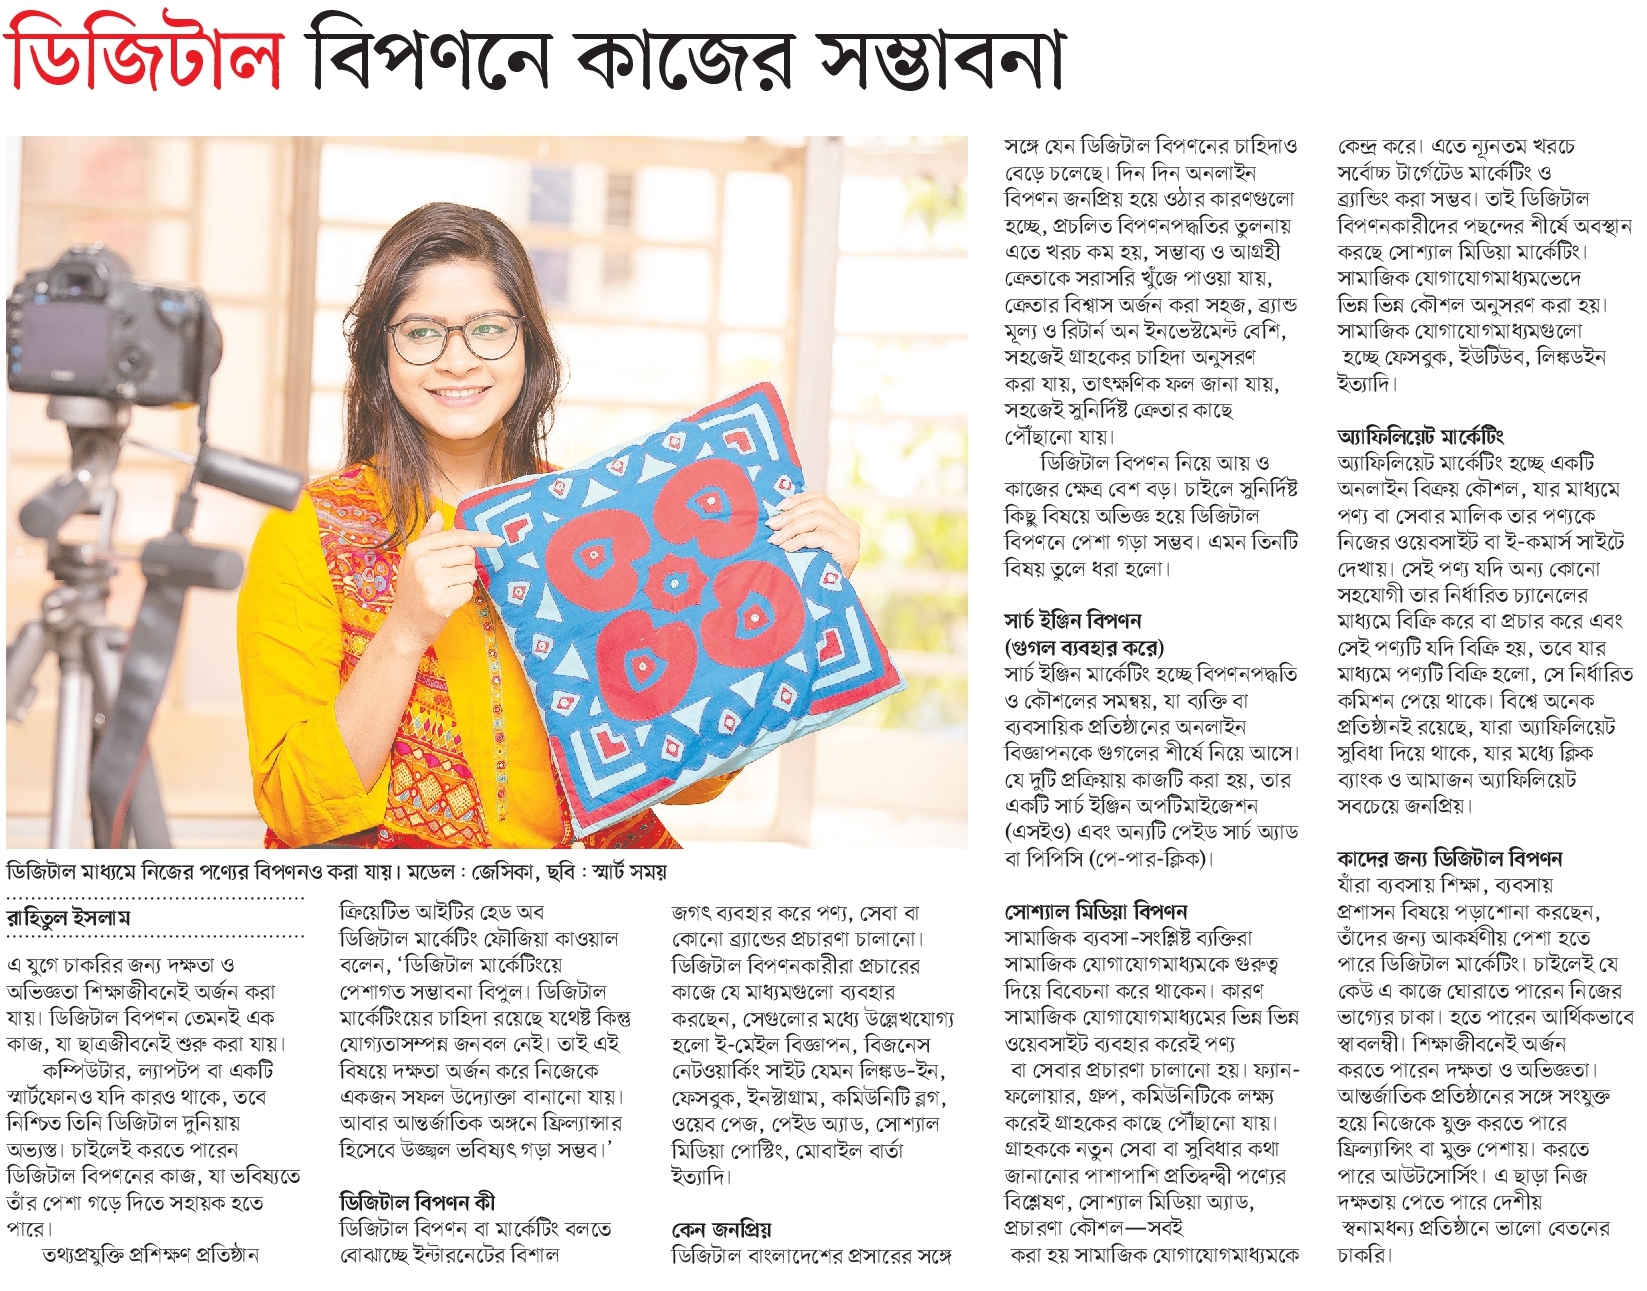 ডিজিটাল বিপণনে কাজের সম্ভাবনা
ডিজিটাল মাধ্যমে নিজের পণ্যের বিপণনও করা যায়। মডেল : জেসিকা, ছবি : স্মার্ট সময়
রাহিতুল ইসলাম
এ যুগে চাকরির জন্য দক্ষতা ও
অভিজ্ঞতা শিক্ষাজীবনেই অর্জন করা
যায়। ডিজিটাল বিপণন তেমনই এক
কাজ, যা ছাত্রজীবনেই শুরু করা যায়।
কম্পিউটার, ল্যাপটপ বা একটি
স্মার্টফোনও যদি কারও থাকে, তবে
নিশ্চিত তিনি ডিজিটাল দুনিয়ায়
অভ্যস্ত। চাইলেই করতে পারেন
ডিজিটাল বিপণনের কাজ, যা ভবিষ্যতে
তাঁর পেশা গড়ে দিতে সহায়ক হতে
পারে।
তথ্যপ্রযুক্তি প্রশিক্ষণ প্রতিষ্ঠান
ক্রিয়েটিভ আইটির হেড অব
ডিজিটাল মার্কেটিং ফৌজিয়া কাওয়াল
বলেন, ‘ডিজিটাল মার্কেটিংয়ে
পেশাগত সম্ভাবনা বিপুল। ডিজিটাল
মার্কেটিংয়ের চাহিদা রয়েছে যথেষ্ট কিন্তু
যোগ্যতাসম্পন্ন জনবল নেই। তাই এই
বিষয়ে দক্ষতা অর্জন করে নিজেকে
একজন সফল উদ্যোক্তা বানানো যায়।
আবার আন্তর্জাতিক অঙ্গনে ফ্রিল্যান্সার
হিসেবে উজ্জ্বল ভবিষ্যৎ গড়া সম্ভব।’
ডিজিটাল বিপণন কী
ডিজিটাল বিপণন বা মার্কেটিং বলতে
বোঝাচ্ছে ইন্টারনেটের বিশাল
জগৎ ব্যবহার করে পণ্য, সেবা বা
কোনো ব্র্যান্ডের প্রচারণা চালানো।
ডিজিটাল বিপণনকারীরা প্রচারের
কাজে যে মাধ্যমগুলো ব্যবহার
করছেন, সেগুলোর মধ্যে উল্লেখযোগ্য
হলো ই-মেইল বিজ্ঞাপন, বিজনেস
নেটওয়ার্কিং সাইট যেমন লিঙ্কড-ইন,
ফেসবুক, ইনস্টাগ্রাম, কমিউনিটি ব্লগ,
ওয়েব পেজ, পেইড অ্যাড, সোশ্যাল
মিডিয়া পোস্টিং, মোবাইল বার্তা
ইত্যাদি।
কেন জনপ্রিয়
ডিজিটাল বাংলাদেশের প্রসারের সঙ্গে
সঙ্গে যেন ডিজিটাল বিপণনের চাহিদাও
বেড়ে চলেছে। দিন দিন অনলাইন
বিপণন জনপ্রিয় হয়ে ওঠার কারণগুলো
হচ্ছে, প্রচলিত বিপণনপদ্ধতির তুলনায়
এতে খরচ কম হয়, সম্ভাব্য ও আগ্রহী
ক্রেতাকে সরাসরি খুঁজে পাওয়া যায়,
ক্রেতার বিশ্বাস অর্জন করা সহজ, ব্র্যান্ড
মূল্য ও রিটার্ন অন ইনভেস্টমেন্ট বেশি,
সহজেই গ্রাহকের চাহিদা অনুসরণ
করা যায়, তাৎক্ষণিক ফল জানা যায়,
সহজেই সুনির্দিষ্ট ক্রেতার কাছে
পৌঁছানো যায়।
ডিজিটাল বিপণন নিয়ে আয় ও
কাজের ক্ষেত্র বেশ বড়। চাইলে সুনির্দিষ্ট
কিছু বিষয়ে অভিজ্ঞ হয়ে ডিজিটাল
বিপণনে পেশা গড়া সম্ভব। এমন তিনটি
বিষয় তুলে ধরা হলো।
সার্চ ইঞ্জিন বিপণন
(গুগল ব্যবহার করে)
সার্চ ইঞ্জিন মার্কেটিং হচ্ছে বিপণনপদ্ধতি
ও কৌশলের সমন্বয়, যা ব্যক্তি বা
ব্যবসায়িক প্রতিষ্ঠানের অনলাইন
বিজ্ঞাপনকে গুগলের শীর্ষে নিয়ে আসে।
যে দুটি প্রক্রিয়ায় কাজটি করা হয়, তার
একটি সার্চ ইঞ্জিন অপটিমাইজেশন
(এসইও) এবং অন্যটি পেইড সার্চ অ্যাড
বা পিপিসি (পে-পার-ক্লিক)।
সোশ্যাল মিডিয়া বিপণন
সামাজিক ব্যবসা-সংশ্লিষ্ট ব্যক্তিরা
সামাজিক যোগাযোগমাধ্যমকে গুরুত্ব
দিয়ে বিবেচনা করে থাকেন। কারণ
সামাজিক যোগাযোগমাধ্যমের ভিন্ন ভিন্ন
ওয়েবসাইট ব্যবহার করেই পণ্য
বা সেবার প্রচারণা চালানো হয়। ফ্যান-
ফলোয়ার, গ্রুপ, কমিউনিটিকে লক্ষ্য
করেই গ্রাহকের কাছে পৌঁছানো যায়।
গ্রাহককে নতুন সেবা বা সুবিধার কথা
জানানোর পাশাপাশি প্রতিদ্বন্দ্বী পণ্যের
বিশ্লেষণ, সোশ্যাল মিডিয়া অ্যাড,
প্রচারণা কৌশল—সবই
করা হয় সামাজিক যোগাযোগমাধ্যমকে
কেন্দ্র করে। এতে ন্যূনতম খরচে
সর্বোচ্চ টার্গেটেড মার্কেটিং ও
ব্র্যান্ডিং করা সম্ভব। তাই ডিজিটাল
বিপণনকারীদের পছন্দের শীর্ষে অবস্থান
করছে সোশ্যাল মিডিয়া মার্কেটিং।
সামাজিক যোগাযোগমাধ্যমভেদে
ভিন্ন ভিন্ন কৌশল অনুসরণ করা হয়।
সামাজিক যোগাযোগমাধ্যমগুলো
হচ্ছে ফেসবুক, ইউটিউব, লিঙ্কডইন
ইত্যাদি।
অ্যাফিলিয়েট মার্কেটিং
অ্যাফিলিয়েট মার্কেটিং হচ্ছে একটি
অনলাইন বিক্রয় কৌশল, যার মাধ্যমে
পণ্য বা সেবার মালিক তার পণ্যকে
নিজের ওয়েবসাইট বা ই-কমার্স সাইটে
দেখায়। সেই পণ্য যদি অন্য কোনো
সহযোগী তার নির্ধারিত চ্যানেলের
মাধ্যমে বিক্রি করে বা প্রচার করে এবং
সেই পণ্যটি যদি বিক্রি হয়, তবে যার
মাধ্যমে পণ্যটি বিক্রি হলো, সে নির্ধারিত
কমিশন পেয়ে থাকে। বিশ্বে অনেক
প্রতিষ্ঠানই রয়েছে, যারা অ্যাফিলিয়েট
সুবিধা দিয়ে থাকে, যার মধ্যে ক্লিক
ব্যাংক ও আমাজন অ্যাফিলিয়েট
সবচেয়ে জনপ্রিয়।
কাদের জন্য ডিজিটাল বিপণন
যাঁরা ব্যবসায় শিক্ষা, ব্যবসায়
প্রশাসন বিষয়ে পড়াশোনা করছেন,
তাঁদের জন্য আকর্ষণীয় পেশা হতে
পারে ডিজিটাল মার্কেটিং। চাইলেই যে
কেউ এ কাজে ঘোরাতে পারেন নিজের
ভাগ্যের চাকা। হতে পারেন আর্থিকভাবে
স্বাবলম্বী। শিক্ষাজীবনেই অর্জন
করতে পারেন দক্ষতা ও অভিজ্ঞতা।
আন্তর্জাতিক প্রতিষ্ঠানের সঙ্গে সংযুক্ত
হয়ে নিজেকে যুক্ত করতে পারে
ফ্রিল্যান্সিং বা মুক্ত পেশায়। করতে
পারে আউটসোর্সিং। এ ছাড়া নিজ
দক্ষতায় পেতে পারে দেশীয়
স্বনামধন্য প্রতিষ্ঠানে ভালো বেতনের
চাকরি।